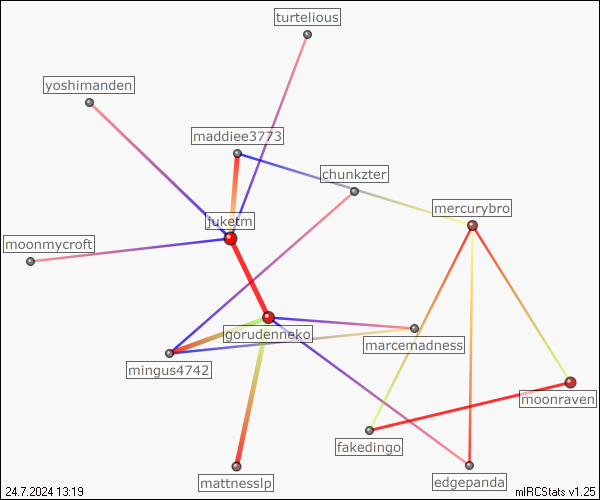 turtelious
yoshimanden
maddiee3773
chunkzter
mercurybro
juketm
moonmycroft
gorudenneko
marcemadness
mingus4742
moonraven
fakedingo
mattnesslp
edgepanda
24.7.2024 13:19
mIRCStats v1.25